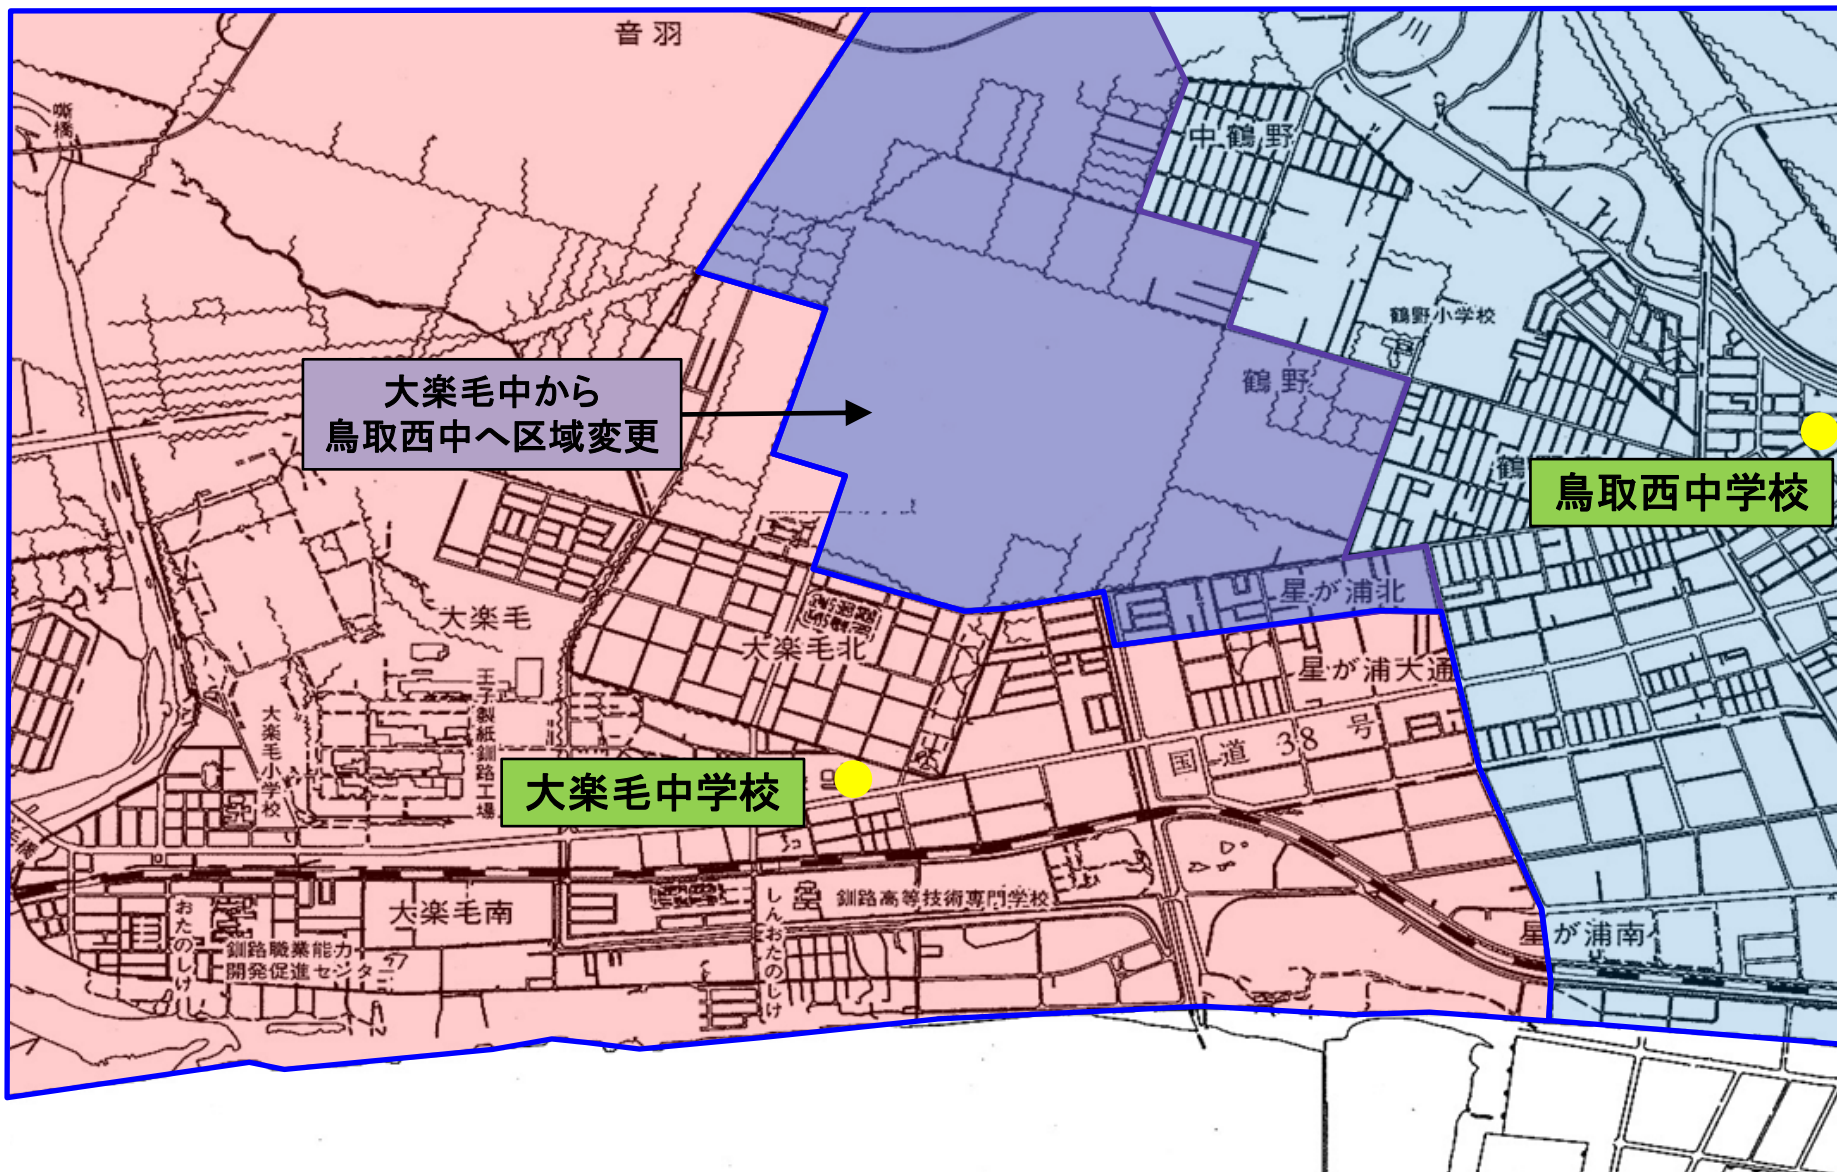 音羽
中鶴野
鶴野小学校
大楽毛中から
鳥取西中へ区域変更
鶴野
鶴
鳥取西中学校
大楽毛
星が浦北
大楽毛北
星が浦大通
王子製紙釧路工場
大楽毛小学校
国道38号
大楽毛中学校
大楽毛南
おたのしけ
釧路職業能力
開発促進センター
しんおたのしけ
釧路高等技術専門学校
星が浦南